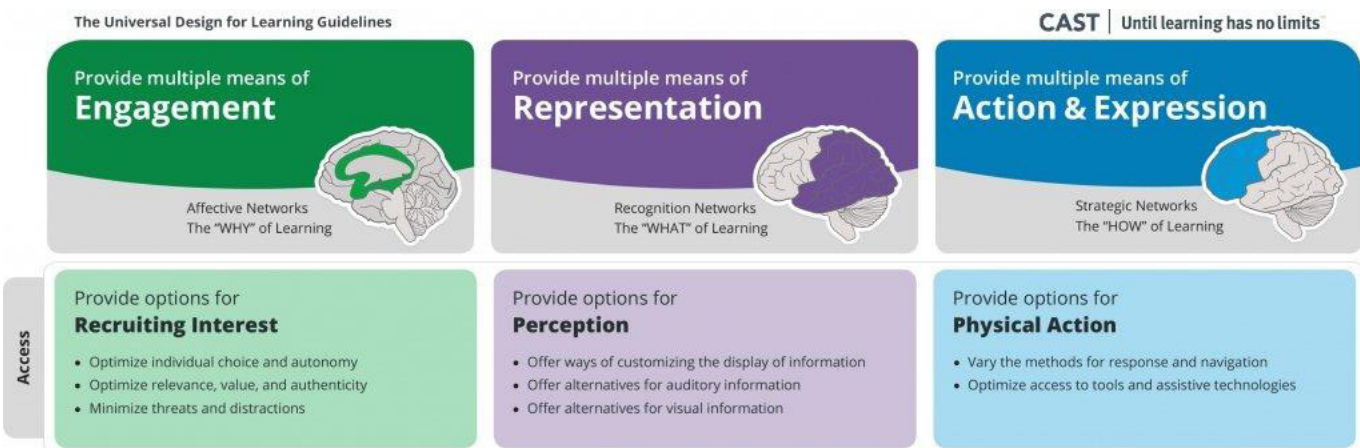 The Universal Design for Learning Guidelines
CAST | Until learning has no limits
Provide multiple means of
Engagement
Affective Networks
The “WHY” of Learning
Provide multiple means of
Representation
Recognition Networks
The “WHAT” of Learning
Provide multiple means of
Action & Expression
Strategic Networks
The “HOW” of Learning
Access
Provide options for
Recruiting Interest
• Optimize individual choice and autonomy
• Optimize relevance, value, and authenticity
• Minimize threats and distractions
Provide options for
Perception
• Offer ways of customizing the display of information
• Offer alternatives for auditory information
• Offer alternatives for visual information
Provide options for
Physical Action
• Vary the methods for response and navigation
• Optimize access to tools and assistive technologies